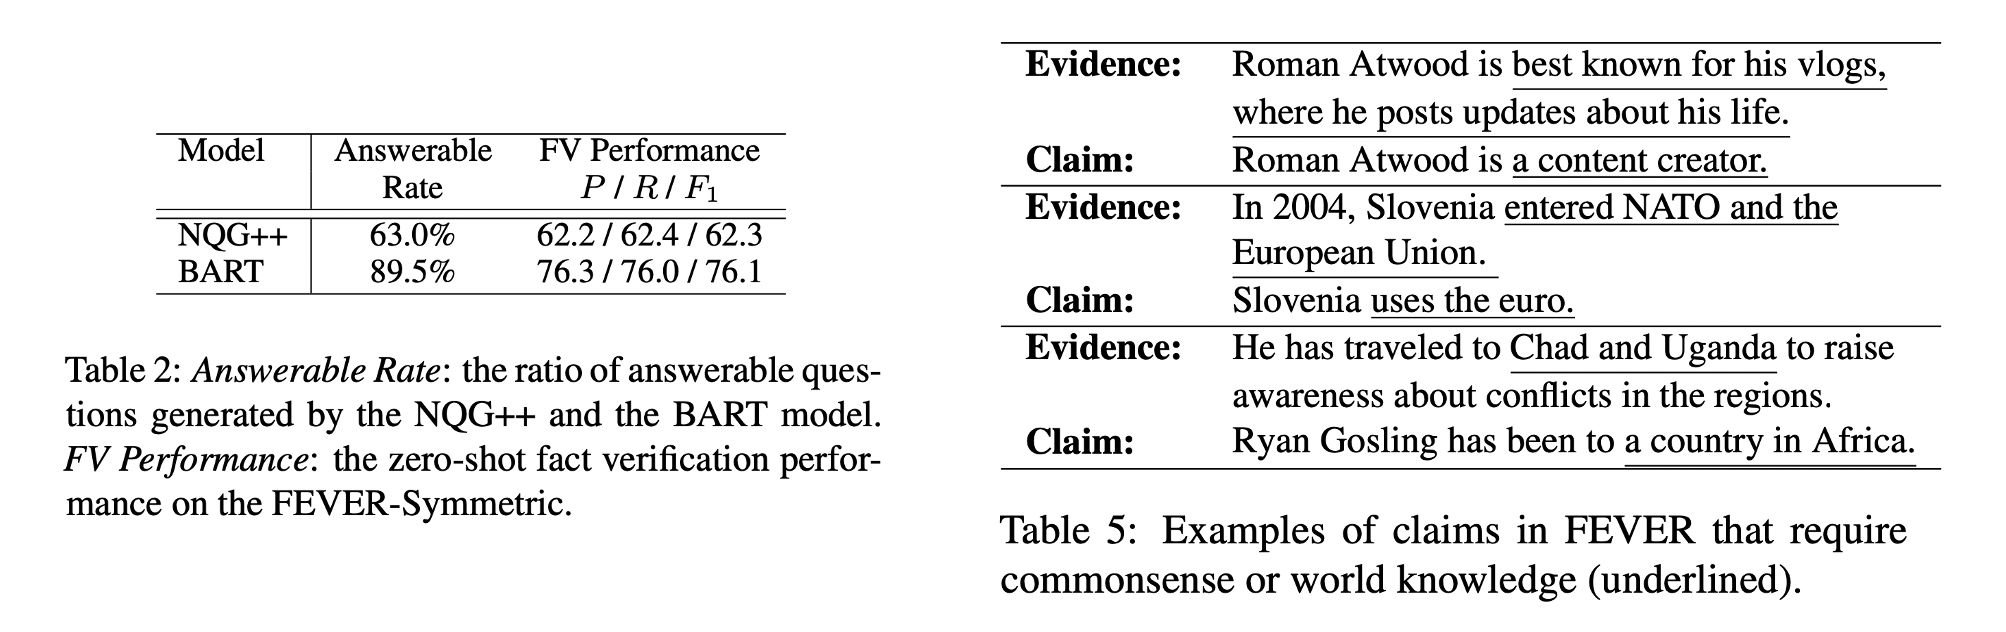 Model Answerable FV Performance
Rate P / R / F1
NQG++ 63.0% 62.2 / 62.4 / 62.3
BART 89.5% 76.3 / 76.0 / 76.1
Table 2: Answerable Rate: the ratio of answerable ques-
tions generated by the NQG++ and the BART model.
FV Performance: the zero-shot fact verification perfor-
mance on the FEVER-Symmetric.
Evidence: Roman Atwood is best known for his vlogs,
where he posts updates about his life.
Claim: Roman Atwood is a content creator.
Evidence: In 2004, Slovenia entered NATO and the
European Union.
Claim: Slovenia uses the euro.
Evidence: He has traveled to Chad and Uganda to raise
awareness about conflicts in the regions.
Claim: Ryan Gosling has been to a country in Africa.
Table 5: Examples of claims in FEVER that require
commonsense or world knowledge (underlined).